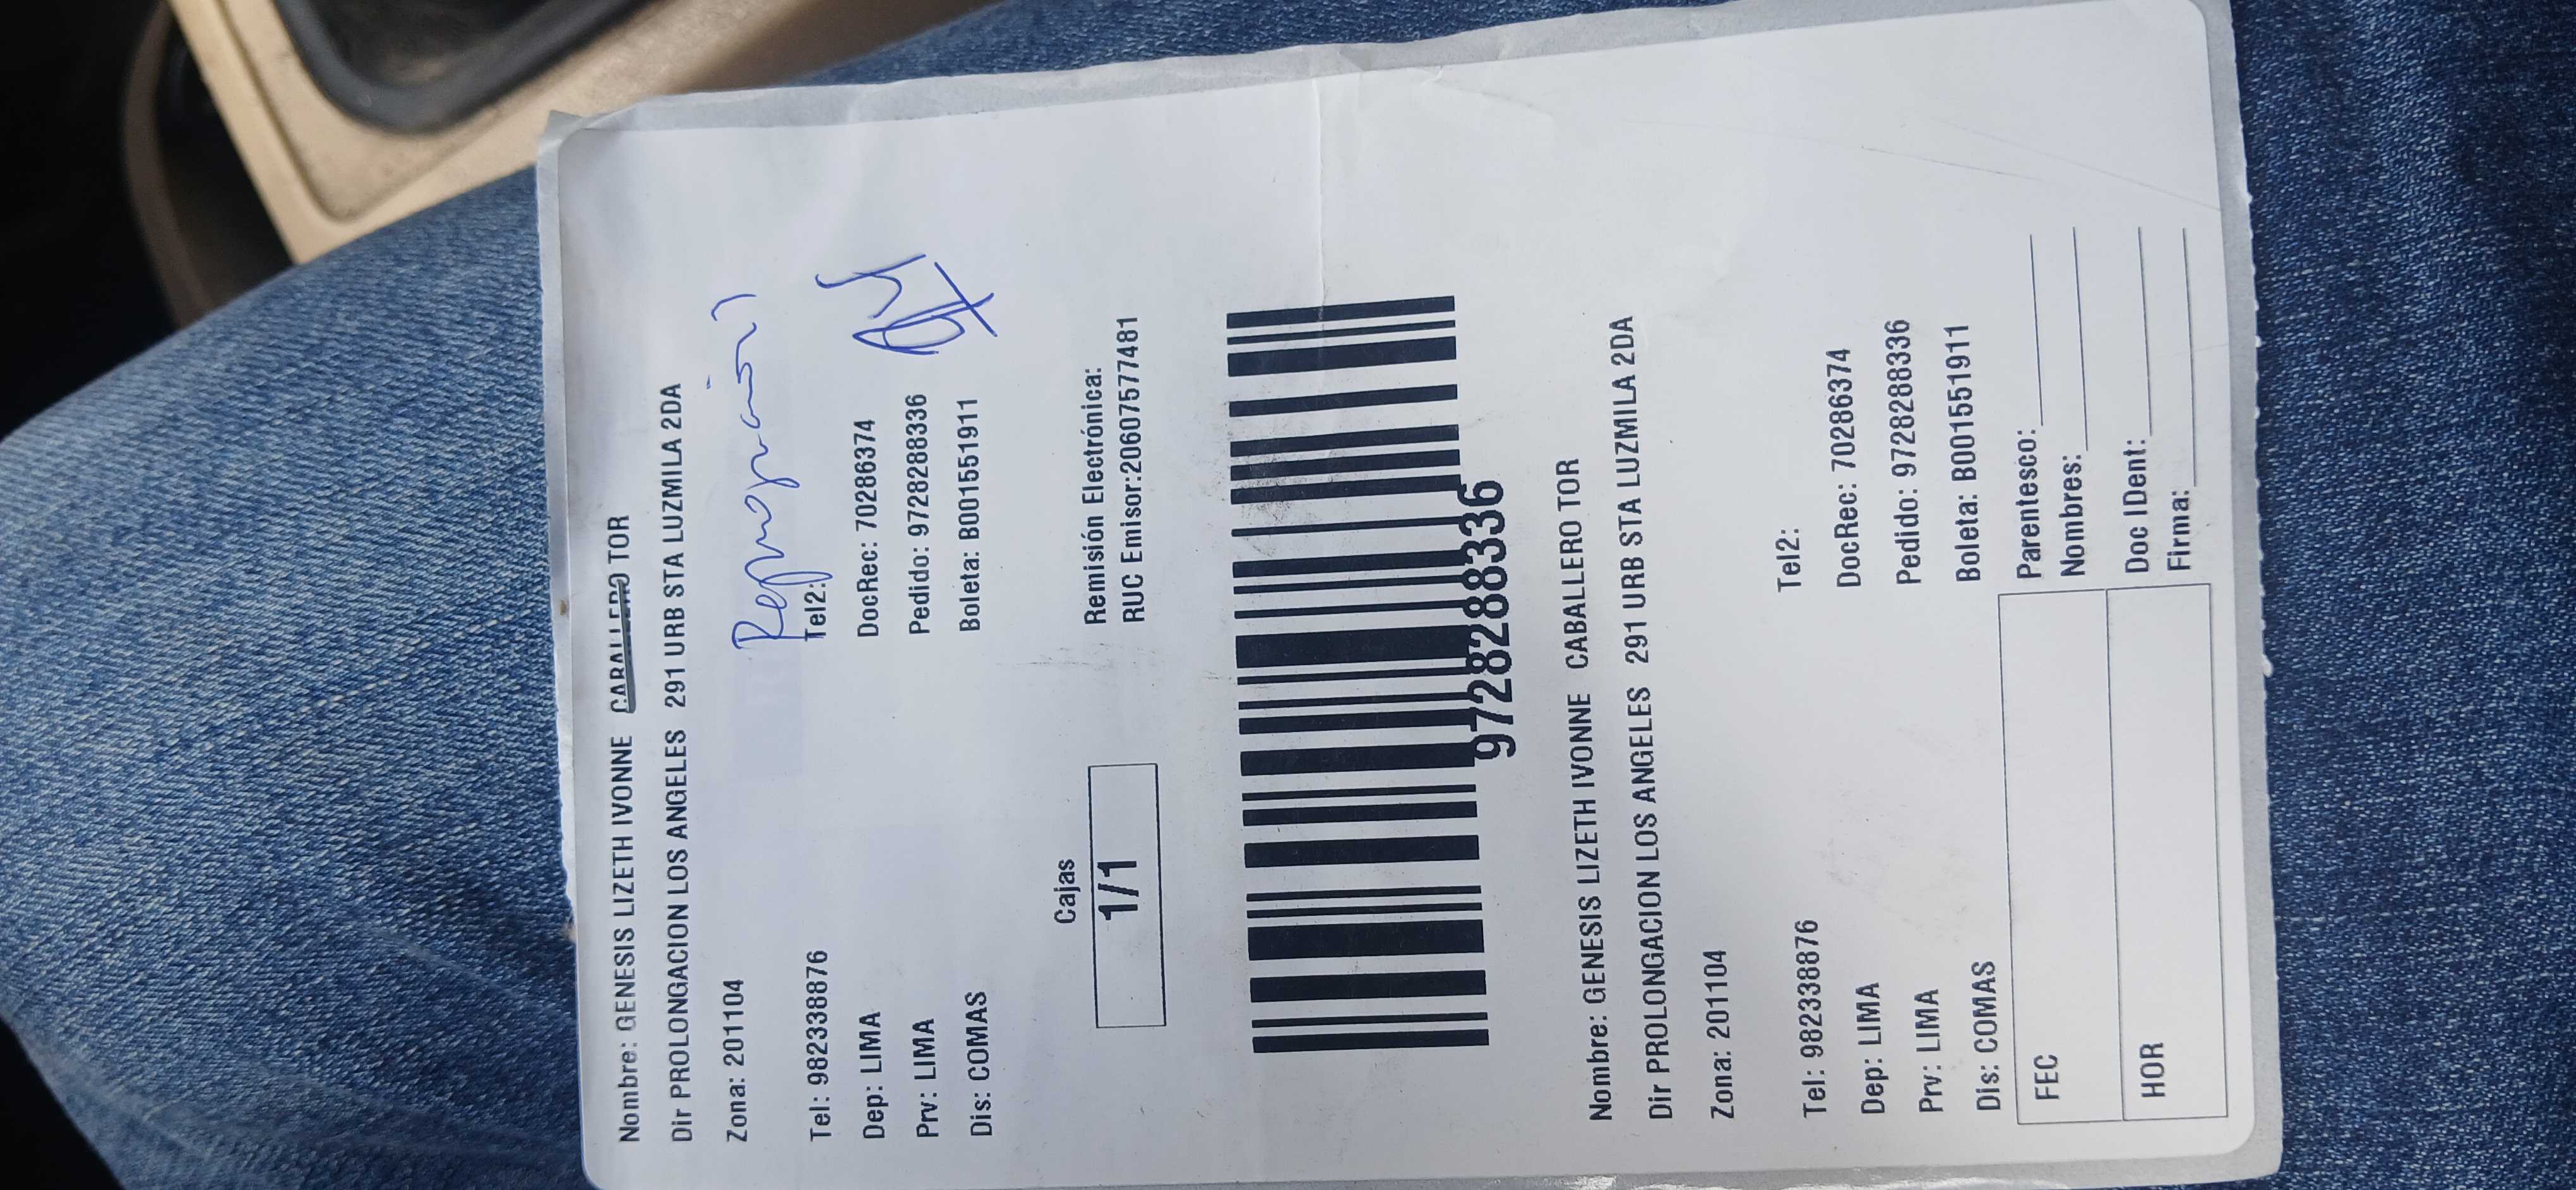 Nombre: GENESIS LIZETH IVONNE CABALLERO TOR
Dir PROLONGACION LOS ANGELES 291 URB STA LUZMILA 2DA
Zona: 201104
Tel: 982338876
Tel2:
Dep: LIMA
DocRec: 70286374
Prv: LIMA
Pedido: 9728288336
Dis: COMAS
Boleta: B001551911
Cajas
1/1
Remisión Electrónica:
RUC Emisor:20607577481
9728288336
Nombre: GENESIS LIZETH IVONNE CABALLERO TOR
Dir PROLONGACION LOS ANGELES 291 URB STA LUZMILA 2DA
Zona: 201104
Tel: 982338876
Tel2:
Dep: LIMA
DocRec: 70286374
Prv: LIMA
Pedido: 9728288336
Dis: COMAS
Boleta: B001551911
FEC
Parentesco:
Nombres:
HOR
Doc IDent:
Firma: